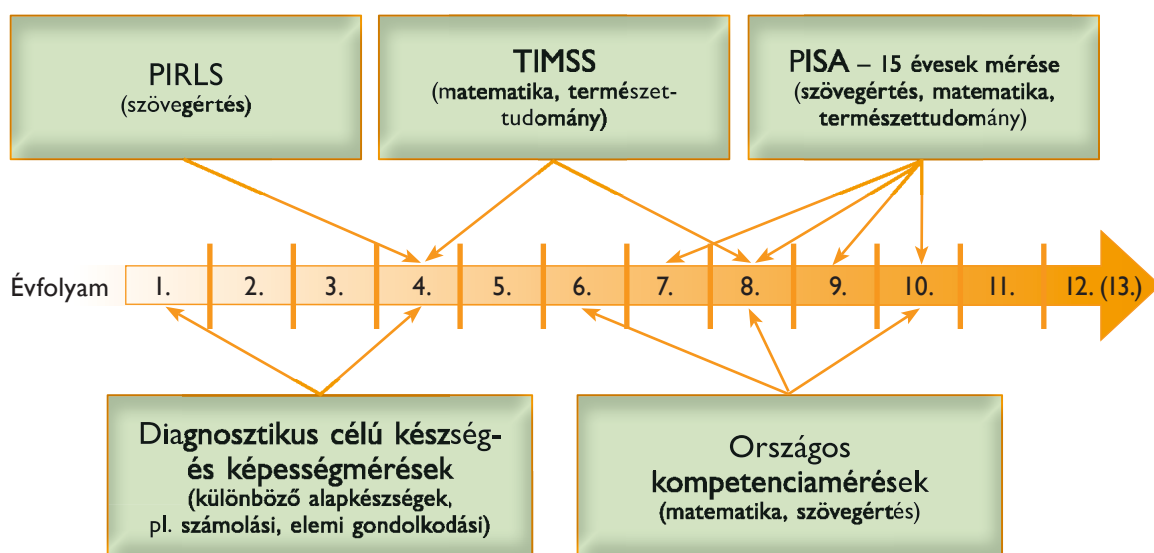 PIRLS
(szövegértés)
TIMSS
(matematika, természet-
tudomány)
PISA – 15 évesek mérése
(szövegértés, matematika,
természettudomány)
Évfolyam 1. 2. 3. 4. 5. 6. 7. 8. 9. 10. 11. 12. (13.)
Diagnosztikus célú készség-
és képességmérések
(különböző alapkészségek,
pl. számolási, elemi gondolkodási)
Országos
kompetenciamérések
(matematika, szövegértés)